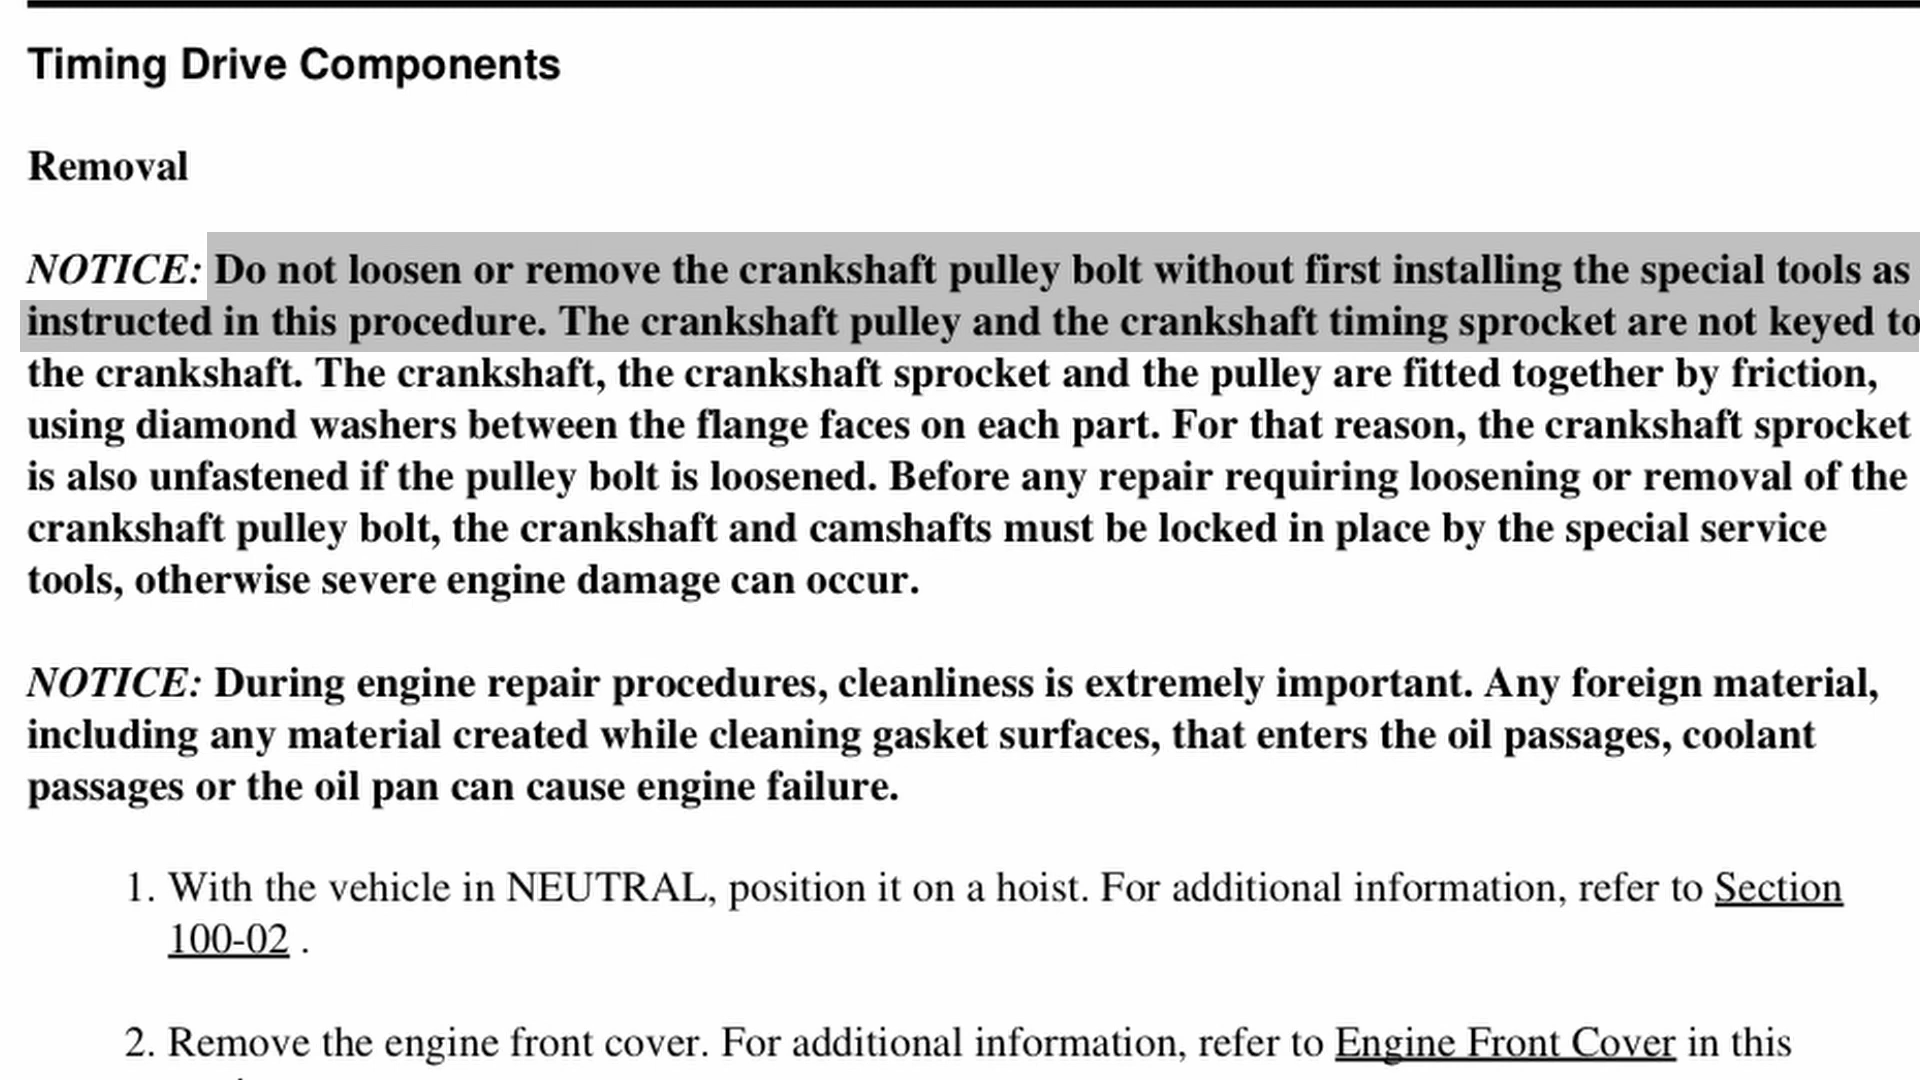 Timing Drive Components
Removal
NOTICE: Do not loosen or remove the crankshaft pulley bolt without first installing the special tools as
instructed in this procedure. The crankshaft pulley and the crankshaft timing sprocket are not keyed to
the crankshaft. The crankshaft, the crankshaft sprocket and the pulley are fitted together by friction,
using diamond washers between the flange faces on each part. For that reason, the crankshaft sprocket
is also unfastened if the pulley bolt is loosened. Before any repair requiring loosening or removal of the
crankshaft pulley bolt, the crankshaft and camshafts must be locked in place by the special service
tools, otherwise severe engine damage can occur.
NOTICE: During engine repair procedures, cleanliness is extremely important. Any foreign material,
including any material created while cleaning gasket surfaces, that enters the oil passages, coolant
passages or the oil pan can cause engine failure.
1. With the vehicle in NEUTRAL, position it on a hoist. For additional information, refer to Section
100-02 .
2. Remove the engine front cover. For additional information, refer to Engine Front Cover in this